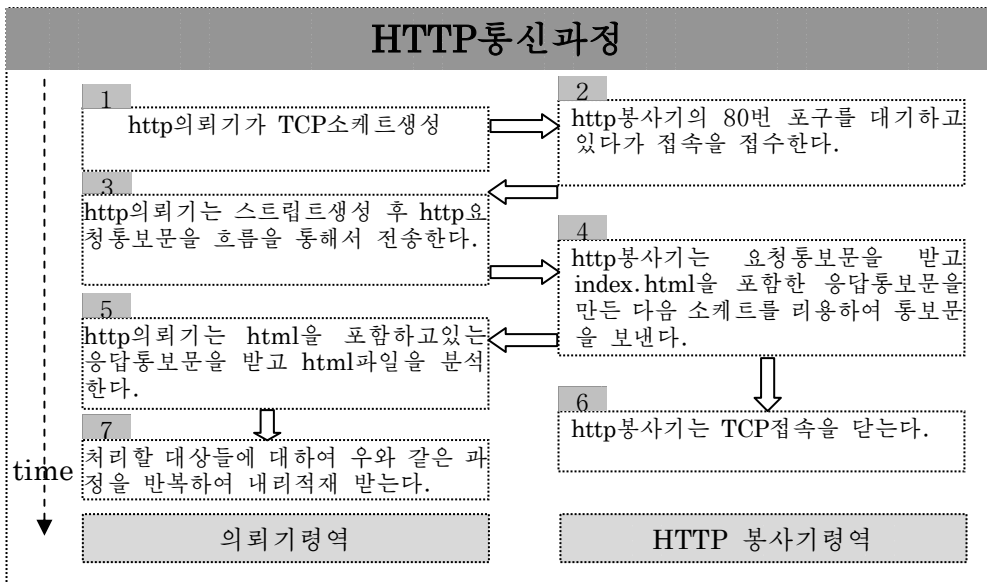 HTTP통신과정
1
http의뢰기가 TCP소케트생성
2
http봉사기의 80번 포구를 대기하고
있다가 접속을 접수한다.
3
http의뢰기는 스트립트생성 후 http요
청통보문을 흐름을 통해서 전송한다.
4
http봉사기는 요청통보문을 받고
index.html을 포함한 응답통보문을
만든 다음 소케트를 리용하여 통보문
을 보낸다.
5
http의뢰기는 html을 포함하고있는
응답통보문을 받고 html파일을 분석
한다.
6
http봉사기는 TCP접속을 닫는다.
7
처리할 대상들에 대하여 우와 같은 과
정을 반복하여 내리적재 받는다.
time
의뢰기령역
HTTP 봉사기령역